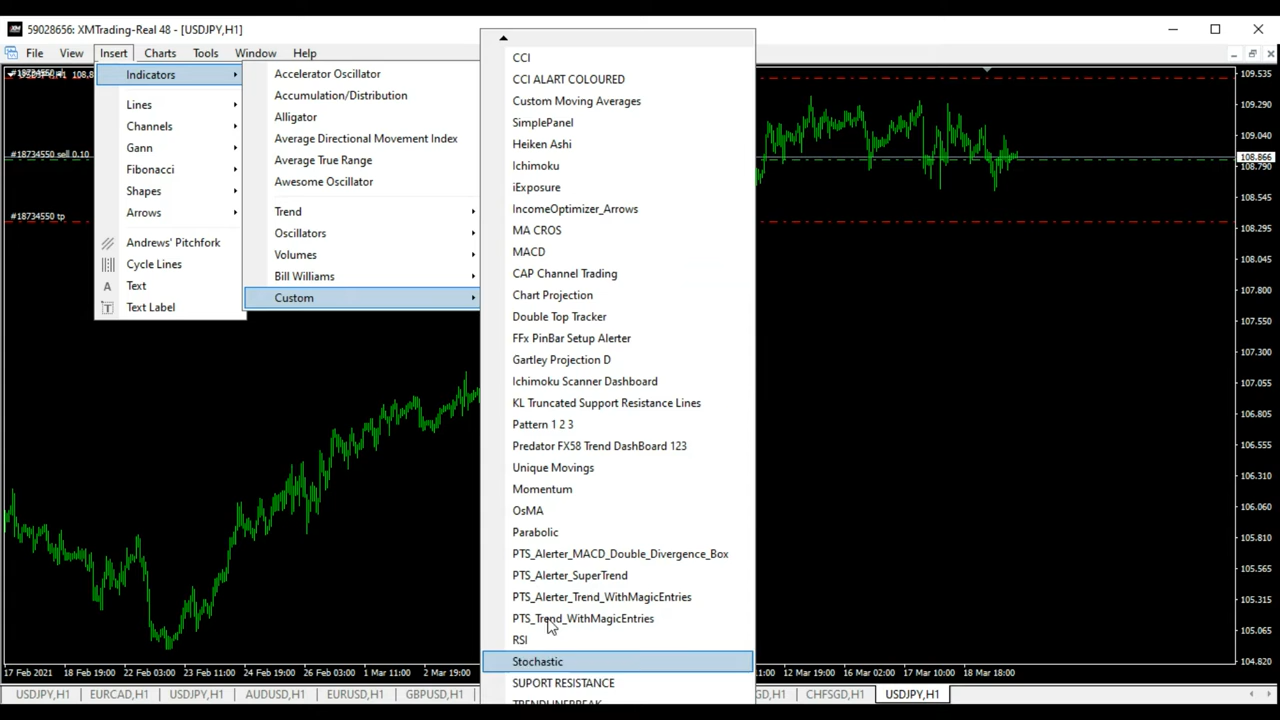 59028656: XMTrading-Real 48 - [USDJPY,H1]
File View Insert Charts Tools Window Help
Indicators
Lines
Channels
Gann
Fibonacci
Shapes
Arrows
Andrews' Pitchfork
Cycle Lines
Text
Text Label
Accelerator Oscillator
Accumulation/Distribution
Alligator
Average Directional Movement Index
Average True Range
Awesome Oscillator
Trend
Oscillators
Volumes
Bill Williams
Custom
CCI
CCI ALART COLOURED
Custom Moving Averages
SimplePanel
Heiken Ashi
Ichimoku
iExposure
IncomeOptimizer_Arrows
MA CROS
MACD
CAP Channel Trading
Chart Projection
Double Top Tracker
FFx PinBar Setup Alerter
Gartley Projection D
Ichimoku Scanner Dashboard
KL Truncated Support Resistance Lines
Pattern 1 2 3
Predator FX58 Trend DashBoard 123
Unique Movings
Momentum
OsMA
Parabolic
PTS_Alerter_MACD_Double_Divergence_Box
PTS_Alerter_SuperTrend
PTS_Alerter_Trend_WithMagicEntries
PTS_Trend_WithMagicEntries
RSI
Stochastic
SUPORT RESISTANCE
TRENDLINEBREAK
#18734550 sell 0.10
#18734550 tp
109.535
109.290
109.040
108.866
108.790
108.545
108.295
108.045
107.800
107.550
107.300
107.055
106.805
106.555
106.310
106.060
105.810
105.565
105.315
105.065
104.820
17 Feb 2021 18 Feb 22:00 22 Feb 03:00 23 Feb 11:00 24 Feb 19:00 26 Feb 03:00 1 Mar 11:00 2 Mar 19:00 12 Mar 19:00 16 Mar 02:00 17 Mar 10:00 18 Mar 18:00
USDJPY,H1 EURCAD,H1 USDJPY,H1 AUDUSD,H1 EURUSD,H1 GBPUSD,H1 GD,H1 CHFSGD,H1 USDJPY,H1